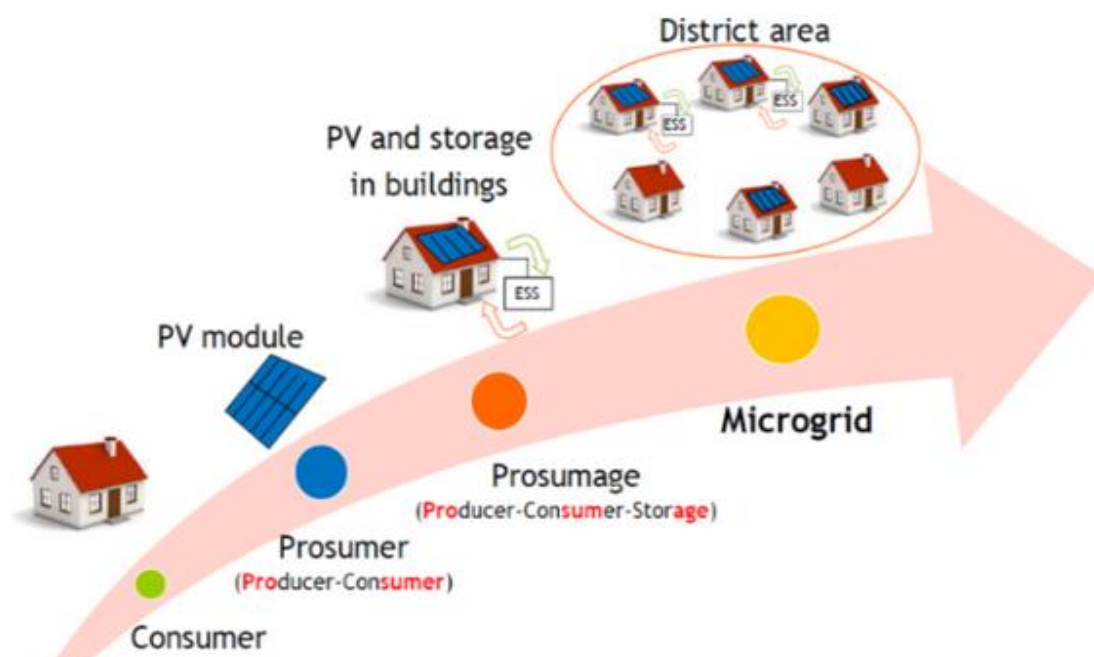 District area
ESS
ESS
PV and storage
in buildings
ESS
PV module
Microgrid
Prosumage
(Producer-Consumer-Storage)
Prosumer
(Producer-Consumer)
Consumer